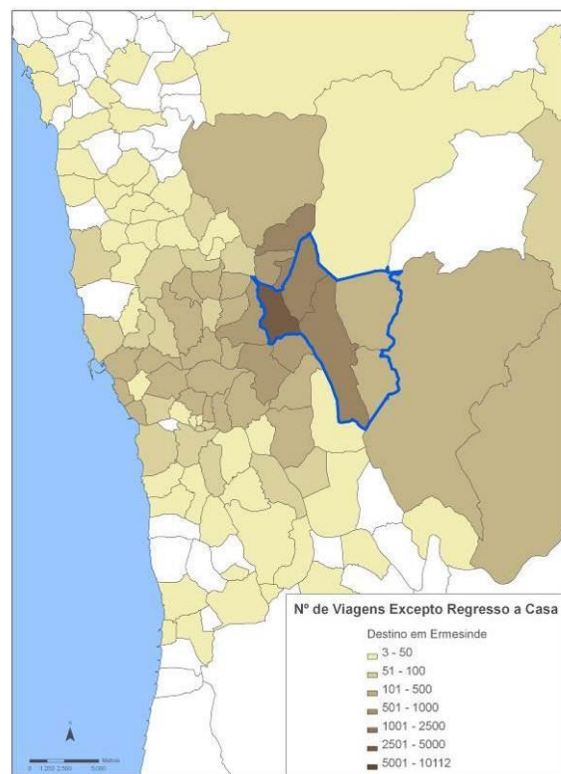 Nº de Viagens Excepto Regresso a Casa
Destino em Ermesinde
3 - 50
51 - 100
101 - 500
501 - 1000
1001 - 2500
2501 - 5000
5001 - 10112
Metros